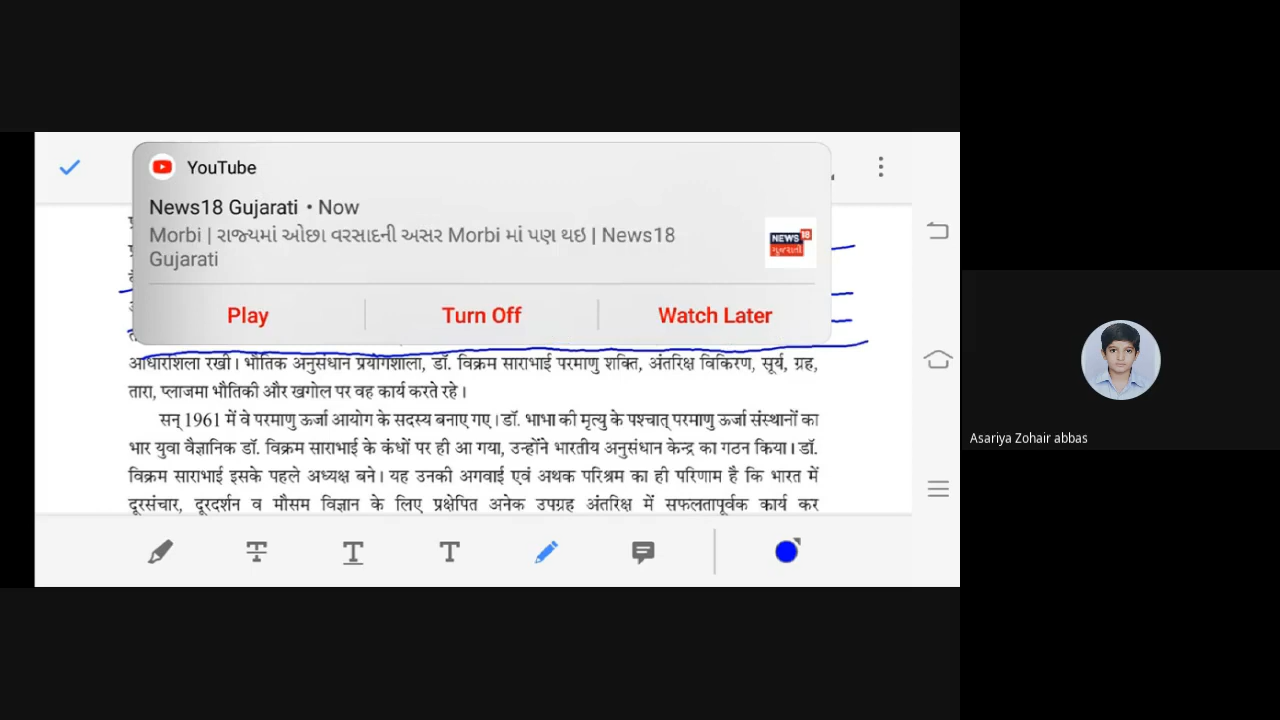 YouTube
News18 Gujarati • Now
Morbi | રાજ્યમાં ઓછા વરસાદની અસર Morbi માં પણ થઇ | News18
Gujarati
NEWS 18
ગુજરાતી
Play Turn Off Watch Later
आधारशिला रखी। भौतिक अनुसंधान प्रयोगशाला, डॉ. विक्रम साराभाई परमाणु शक्ति, अंतरिक्ष विकिरण, सूर्य, ग्रह,
तारा, प्लाजमा भौतिकी और खगोल पर वह कार्य करते रहे।
सन् 1961 में वे परमाणु ऊर्जा आयोग के सदस्य बनाए गए। डॉ. भाभा की मृत्यु के पश्चात् परमाणु ऊर्जा संस्थानों का
भार युवा वैज्ञानिक डॉ. विक्रम साराभाई के कंधों पर ही आ गया, उन्होंने भारतीय अनुसंधान केन्द्र का गठन किया। डॉ.
विक्रम साराभाई इसके पहले अध्यक्ष बने। यह उनकी अगवाई एवं अथक परिश्रम का ही परिणाम है कि भारत में
दूरसंचार, दूरदर्शन व मौसम विज्ञान के लिए प्रक्षेपित अनेक उपग्रह अंतरिक्ष में सफलतापूर्वक कार्य कर
Asariya Zohair abbas